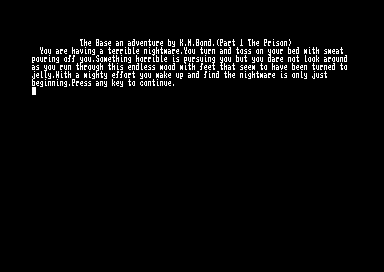 The Base an adventure by K.M.Bond.(Part 1 The Prison)
You are having a terrible nightmare.You turn and toss on your bed with sweat
pouring off you.Something horrible is pursuing you but you dare not look around
as you run through this endless wood with feet that seem to have been turned to
jelly.With a mighty effort you wake up and find the nightmare is only just
beginning.Press any key to continue.